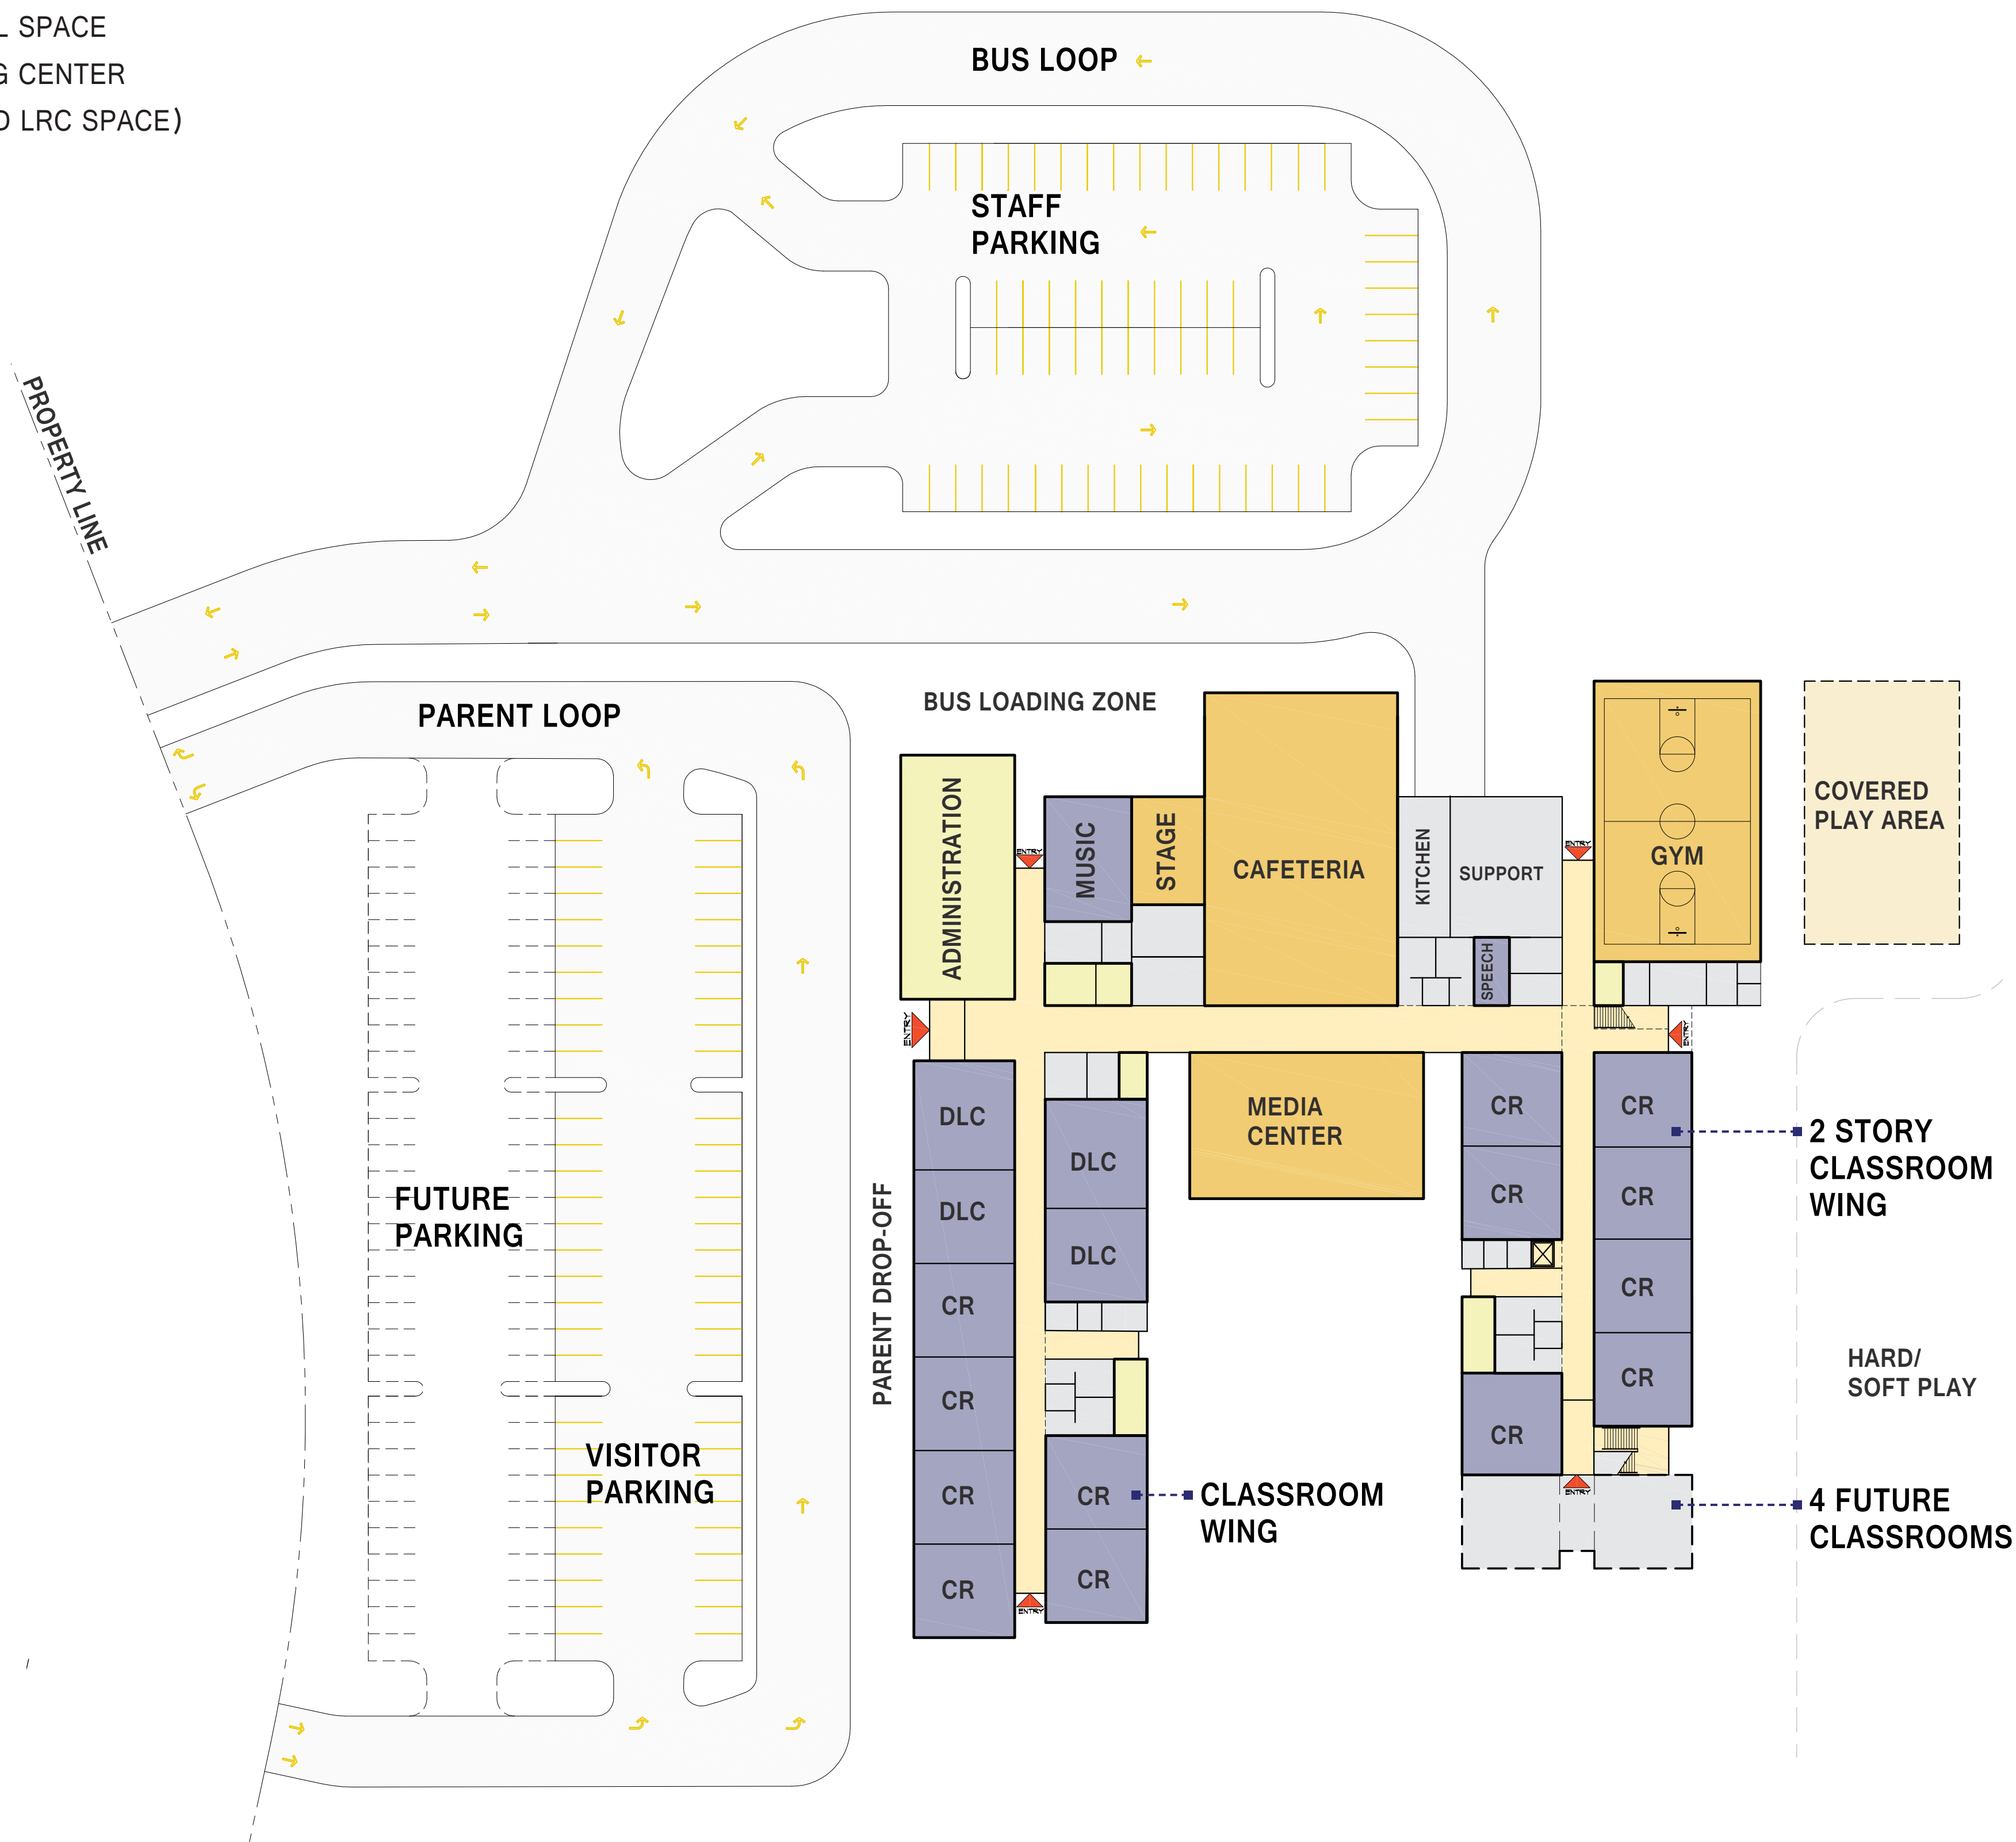 L SPACE
G CENTER
D LRC SPACE)
BUS LOOP
STAFF
PARKING
PROPERTY LINE
PARENT LOOP
BUS LOADING ZONE
ADMINISTRATION
ENTRY
MUSIC
STAGE
CAFETERIA
KITCHEN
SUPPORT
SPEECH
ENTRY
GYM
COVERED
PLAY AREA
ENTRY
ENTRY
DLC
DLC
CR
CR
CR
CR
DLC
DLC
CR
CR
ENTRY
MEDIA
CENTER
CR
CR
CR
CR
CR
CR
CR
ENTRY
2 STORY
CLASSROOM
WING
FUTURE
PARKING
PARENT DROP-OFF
HARD/
SOFT PLAY
VISITOR
PARKING
CLASSROOM
WING
4 FUTURE
CLASSROOMS